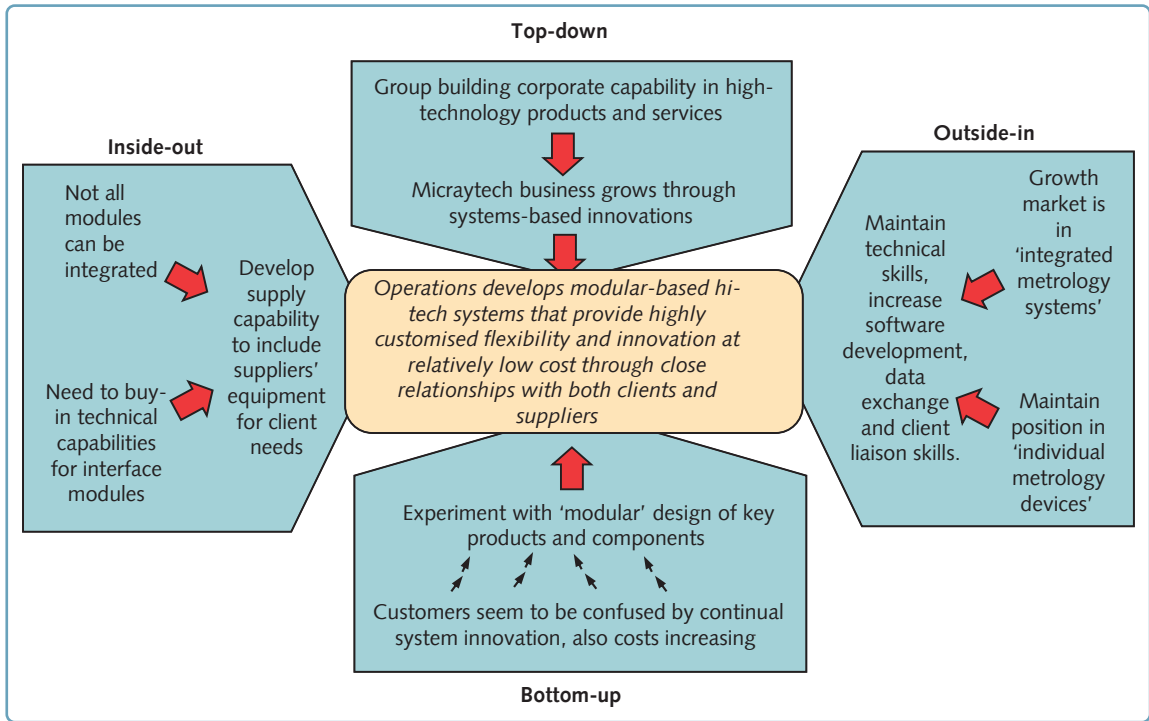 Top-down
Group building corporate capability in high-
technology products and services
Micraytech business grows through
systems-based innovations
Inside-out
Not all
modules
can be
integrated
Need to buy-
in technical
capabilities
for interface
modules
Develop
supply
capability
to include
suppliers’
equipment
for client
needs
Operations develops modular-based hi-
tech systems that provide highly
customised flexibility and innovation at
relatively low cost through close
relationships with both clients and
suppliers
Outside-in
Maintain
technical
skills,
increase
software
development,
data
exchange
and client
liaison skills.
Growth
market is
in
‘integrated
metrology
systems’
Maintain
position in
‘individual
metrology
devices’
Experiment with ‘modular’ design of key
products and components
Customers seem to be confused by continual
system innovation, also costs increasing
Bottom-up